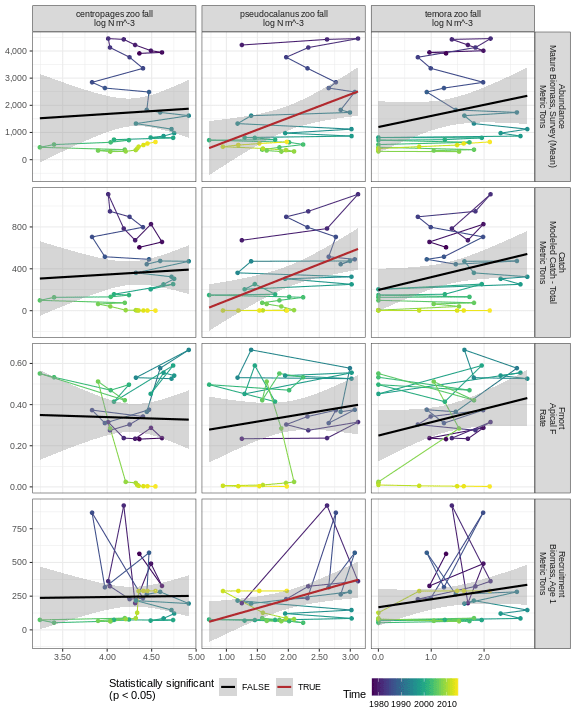 centropages zoo fall
log N m^-3
pseudocalanus zoo fall
log N m^-3
temora zoo fall
log N m^-3
4,000
3,000
2,000
1,000
0
Abundance
Mature Biomass, Survey (Mean)
Metric Tons
800
400
0
Catch
Modeled Catch - Total
Metric Tons
0.60
0.40
0.20
0.00
Fmort
Apical F
Rate
750
500
250
0
Recruitment
Biomass, Age 1
Metric Tons
3.50 4.00 4.50 5.00
1.00 1.50 2.00 2.50 3.00
0.0 1.0 2.0
Statistically significant
(p < 0.05)
FALSE
TRUE
Time
1980 1990 2000 2010